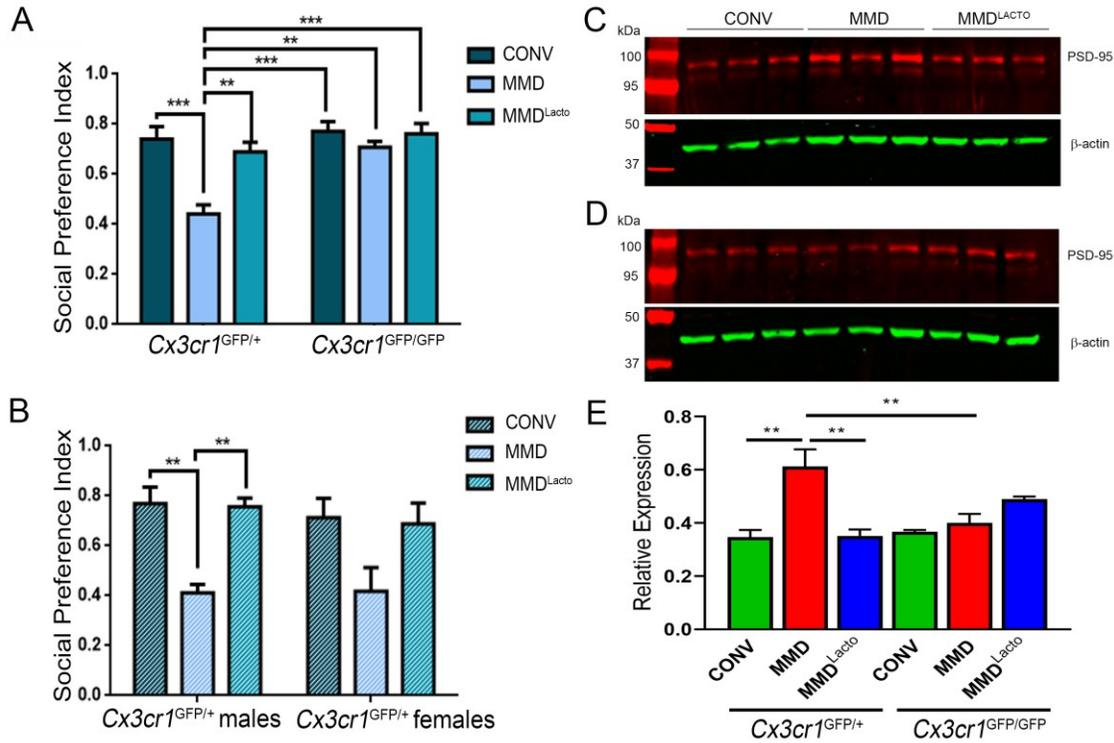 A
***
**
***
***
**
Social Preference Index
1.0
0.8
0.6
0.4
0.2
0.0
Cx3cr1GFP/+
Cx3cr1GFP/GFP
CONV
MMD
MMDLacto
B
**
**
Social Preference Index
1.0
0.8
0.6
0.4
0.2
0.0
Cx3cr1GFP/+ males
Cx3cr1GFP/+ females
CONV
MMD
MMDLacto
C
kDa
CONV
MMD
MMDLACTO
100
95
50
37
PSD-95
β-actin
D
kDa
100
95
50
37
PSD-95
β-actin
E
**
**
**
Relative Expression
0.8
0.6
0.4
0.2
0.0
CONV
MMD
MMDLacto
CONV
MMD
MMDLacto
Cx3cr1GFP/+
Cx3cr1GFP/GFP